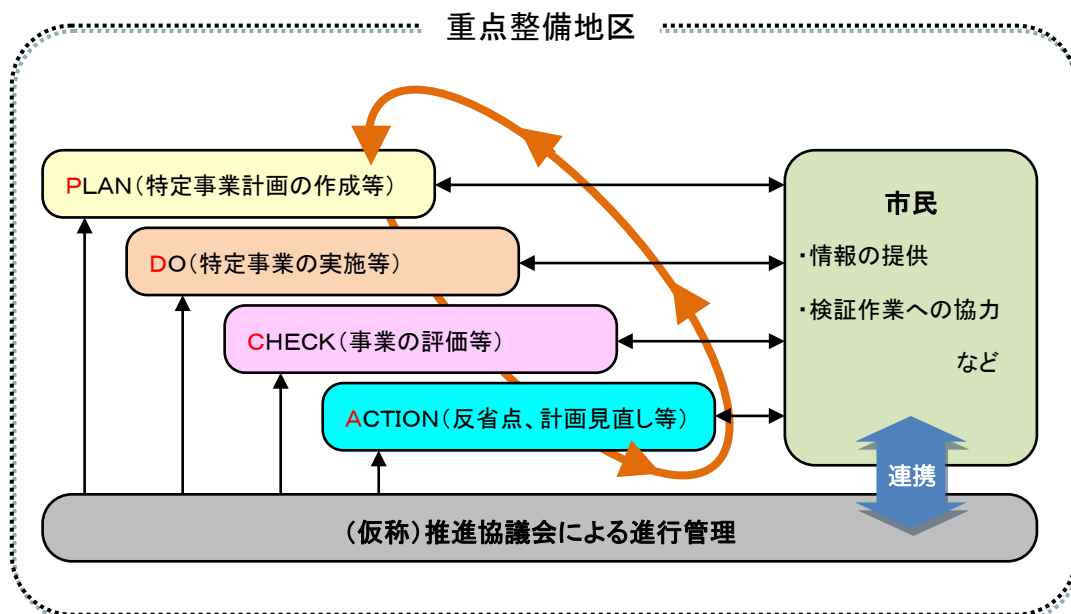 重点整備地区
PLAN(特定事業計画の作成等)
DO(特定事業の実施等)
CHECK(事業の評価等)
ACTION(反省点、計画見直し等)
市民
・情報の提供
・検証作業への協力
など
連携
(仮称)推進協議会による進行管理